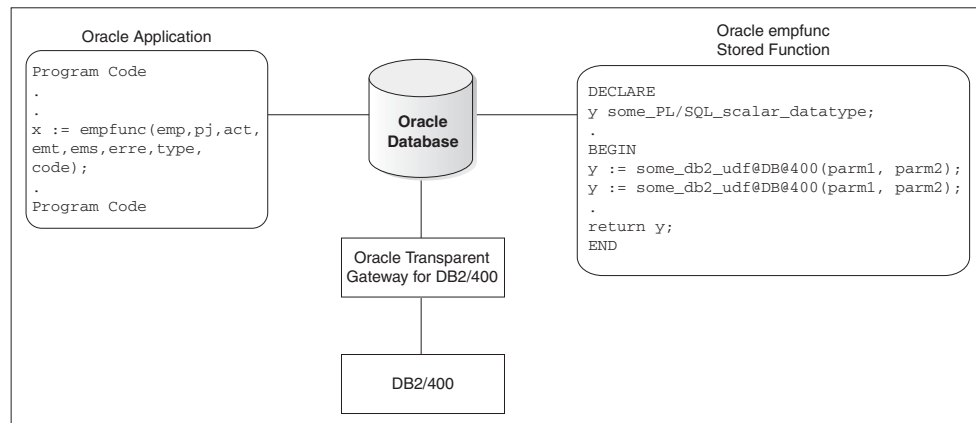 Oracle Application
Program Code
.
.
x := empfunc(emp,pj,act,
emt,ems,erre,type,
code);
.
Program Code
Oracle
Database
Oracle Transparent
Gateway for DB2/400
DB2/400
Oracle empfunc
Stored Function
DECLARE
y some_PL/SQL_scalar_datatype;
.
BEGIN
y := some_db2_udf@DB@400(parm1, parm2);
y := some_db2_udf@DB@400(parm1, parm2);
.
return y;
END